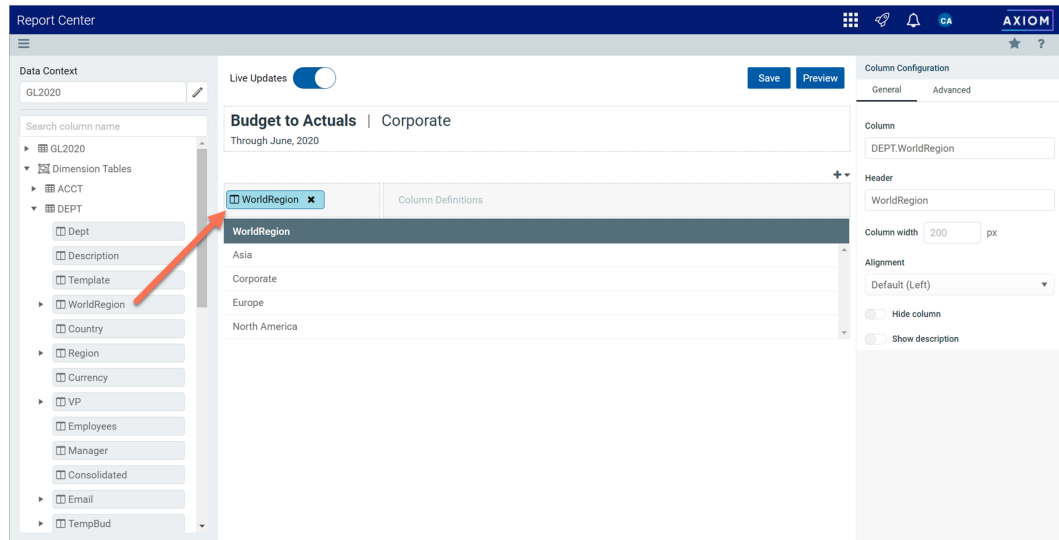 Report Center
CA
AXIOM
?
Data Context
GL2020
Search column name
GL2020
Dimension Tables
ACCT
DEPT
Dept
Description
Template
WorldRegion
Country
Region
Currency
VP
Employees
Manager
Consolidated
Email
TempBud
Live Updates
Save
Preview
Budget to Actuals | Corporate
Through June, 2020
WorldRegion
Column Definitions
WorldRegion
Asia
Corporate
Europe
North America
Column Configuration
General Advanced
Column
DEPT.WorldRegion
Header
WorldRegion
Column width 200 px
Alignment
Default (Left)
Hide column
Show description